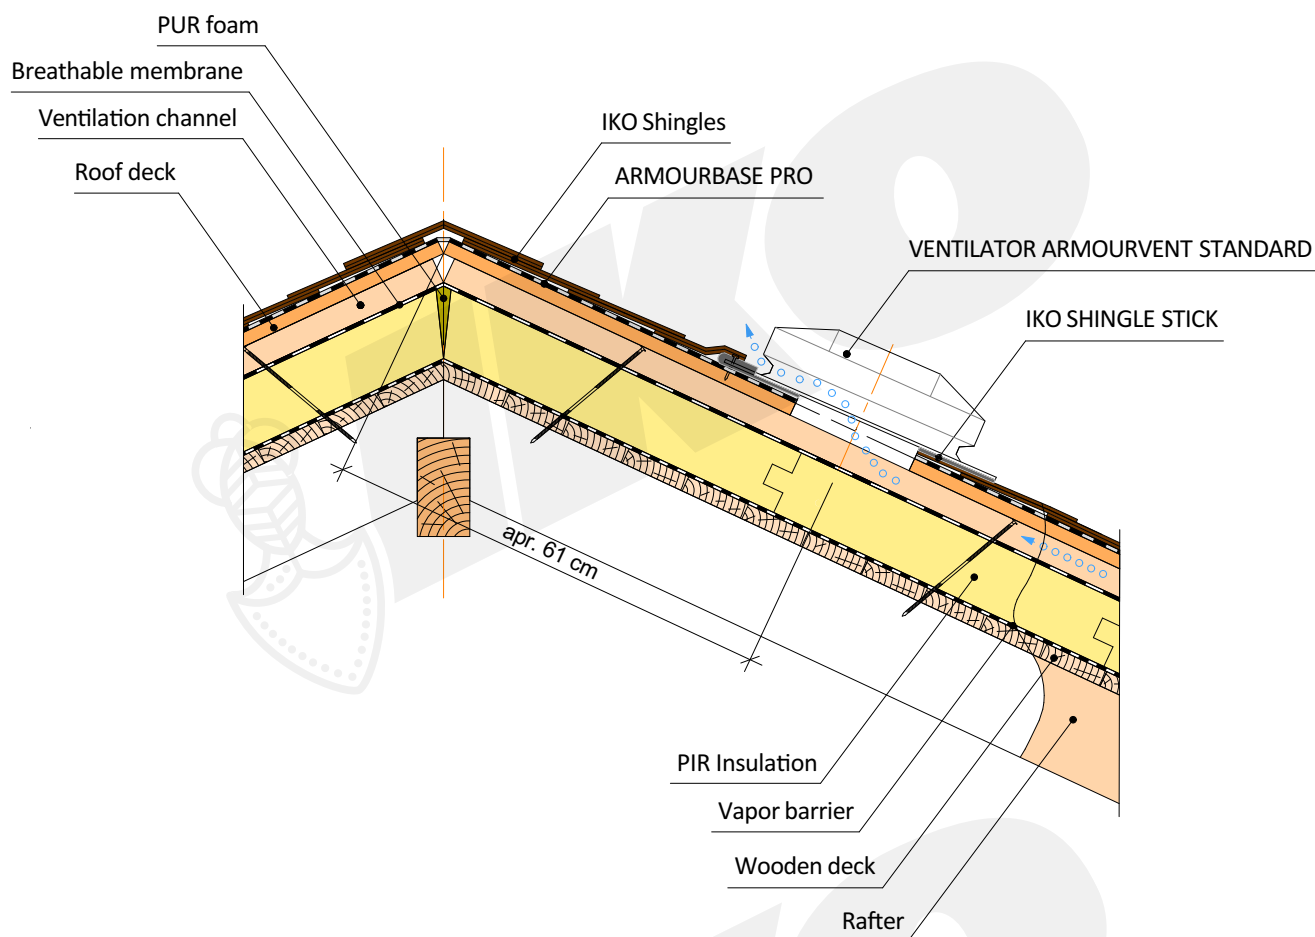 PUR foam
Breathable membrane
Ventilation channel
Roof deck
IKO Shingles
ARMOURBASE PRO
VENTILATOR ARMOURVENT STANDARD
IKO SHINGLE STICK
apr. 61 cm
PIR Insulation
Vapor barrier
Wooden deck
Rafter
IKO